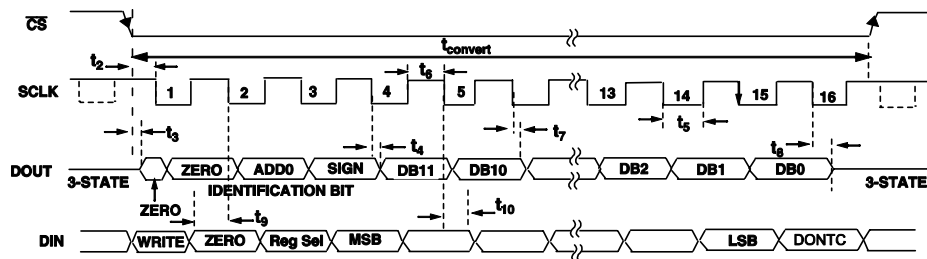 CS
tconvert
t2
t6
SCLK
1 2 3 4 5 13 14 15 16
t3
t4
t7
t5
t8
DOUT
3-STATE
ZERO ADD0 SIGN DB11 DB10 DB2 DB1 DB0
3-STATE
IDENTIFICATION BIT
ZERO
t9
t10
DIN
WRITE ZERO Reg Sel MSB LSB DONTC